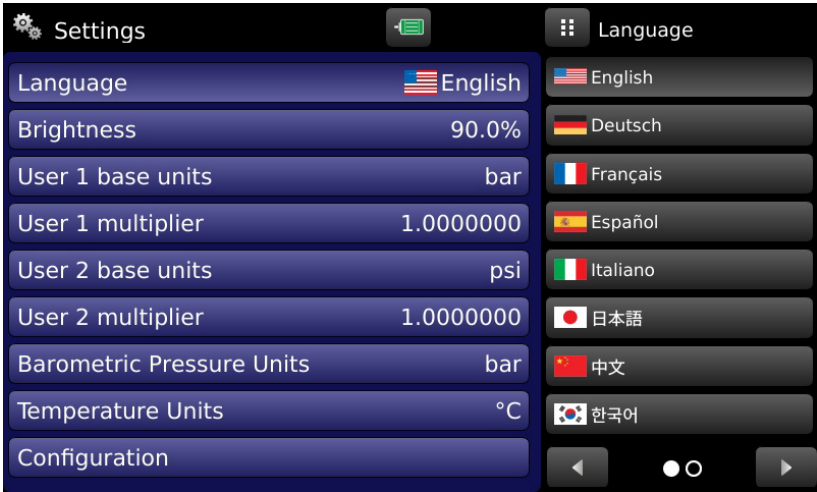 Settings
Language English
Brightness 90.0%
User 1 base units bar
User 1 multiplier 1.0000000
User 2 base units psi
User 2 multiplier 1.0000000
Barometric Pressure Units bar
Temperature Units °C
Configuration
Language
English
Deutsch
Français
Español
Italiano
日本語
中文
한국어